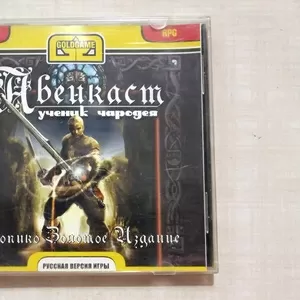 GOLDGAME
RPG
Авенкаст
ученик чародея
Золотое Издание
РУССКАЯ ВЕРСИЯ ИГРЫ